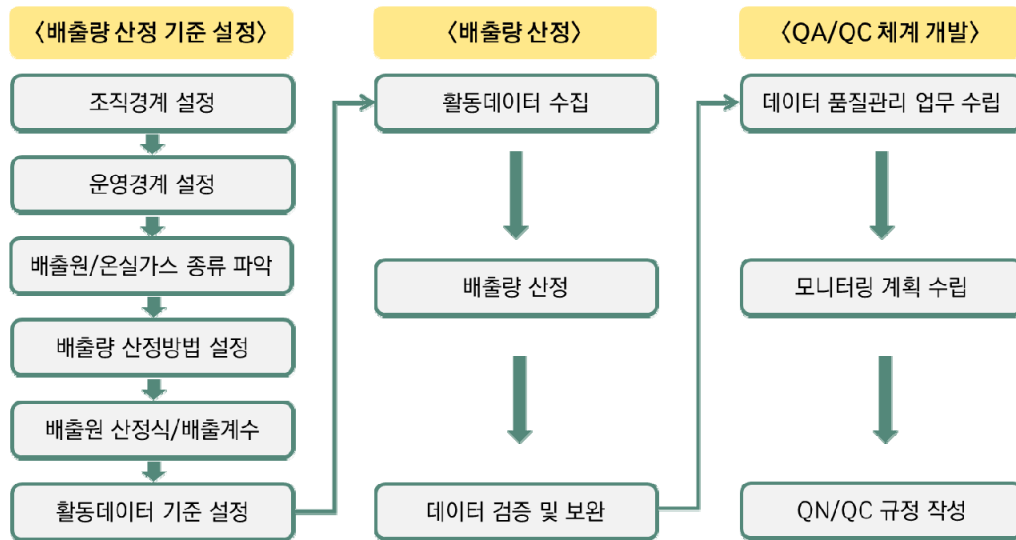 〈배출량 산정 기준 설정〉
조직경계 설정
운영경계 설정
배출원/온실가스 종류 파악
배출량 산정방법 설정
배출원 산정식/배출계수
활동데이터 기준 설정
〈배출량 산정〉
활동데이터 수집
배출량 산정
데이터 검증 및 보완
〈QA/QC 체계 개발〉
데이터 품질관리 업무 수립
모니터링 계획 수립
QN/QC 규정 작성